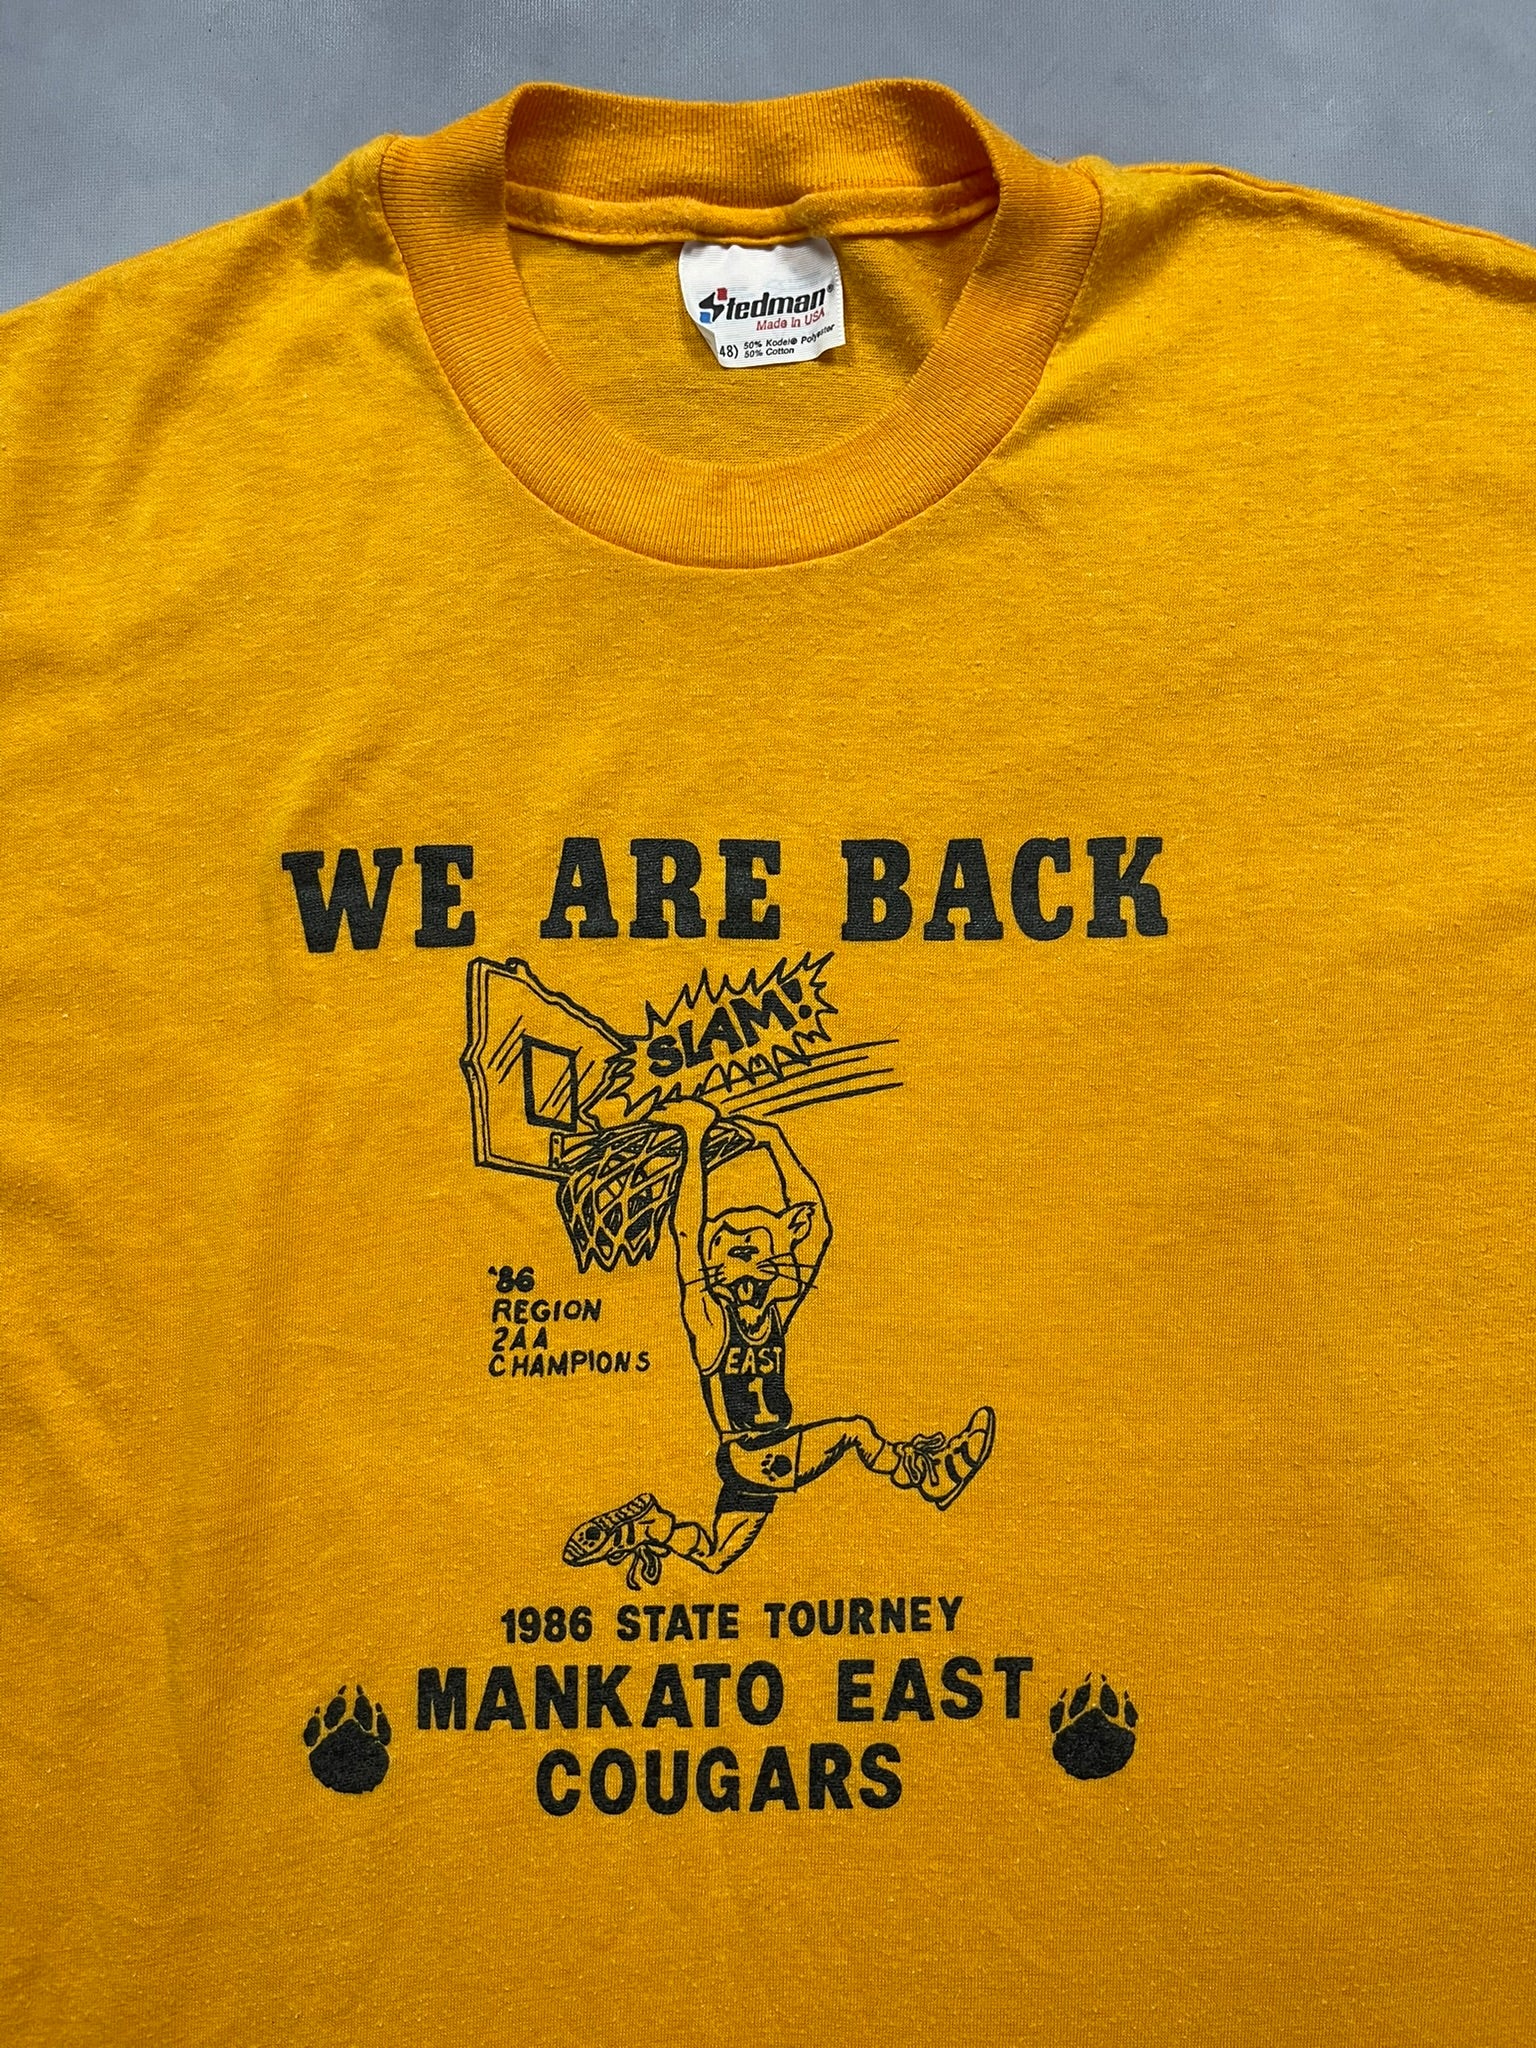 Stedman®
Made in USA
48) 50% Kodel® Polyester
50% Cotton
WE ARE BACK
SLAM!
'86
REGION
2AA
CHAMPIONS
EAST
1
1986 STATE TOURNEY
MANKATO EAST
COUGARS